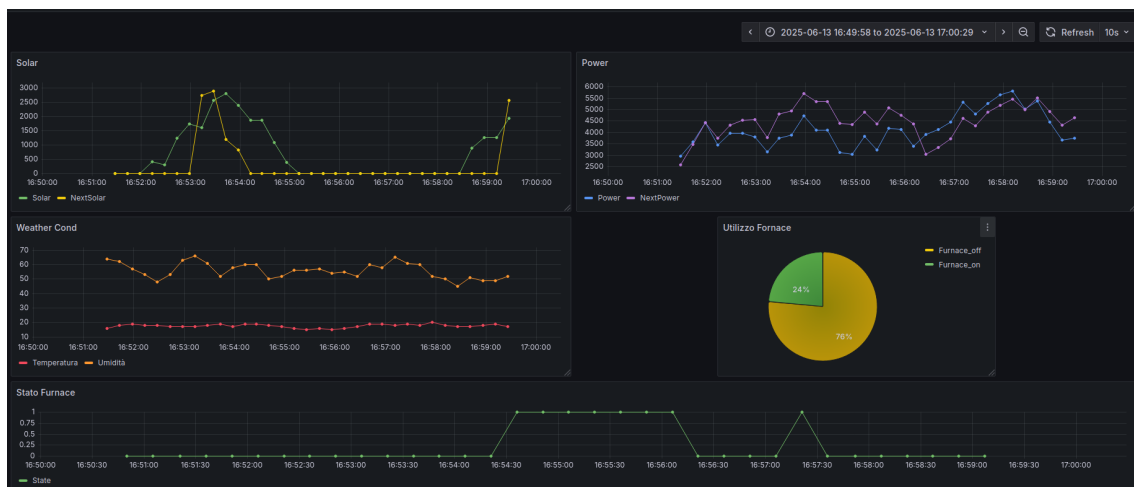 2025-06-13 16:49:58 to 2025-06-13 17:00:29 Refresh 10s
Solar
3000
2500
2000
1500
1000
500
0
16:50:00 16:51:00 16:52:00 16:53:00 16:54:00 16:55:00 16:56:00 16:57:00 16:58:00 16:59:00 17:00:00
Solar NextSolar
Power
6000
5500
5000
4500
4000
3500
3000
2500
16:50:00 16:51:00 16:52:00 16:53:00 16:54:00 16:55:00 16:56:00 16:57:00 16:58:00 16:59:00 17:00:00
Power NextPower
Weather Cond
70
60
50
40
30
20
10
16:50:00 16:51:00 16:52:00 16:53:00 16:54:00 16:55:00 16:56:00 16:57:00 16:58:00 16:59:00 17:00:00
Temperatura Umidità
Utilizzo Fornace
Furnace_off
Furnace_on
24%
76%
Stato Furnace
1
0.75
0.5
0.25
0
16:50:00 16:50:30 16:51:00 16:51:30 16:52:00 16:52:30 16:53:00 16:53:30 16:54:00 16:54:30 16:55:00 16:55:30 16:56:00 16:56:30 16:57:00 16:57:30 16:58:00 16:58:30 16:59:00 16:59:30 17:00:00
State